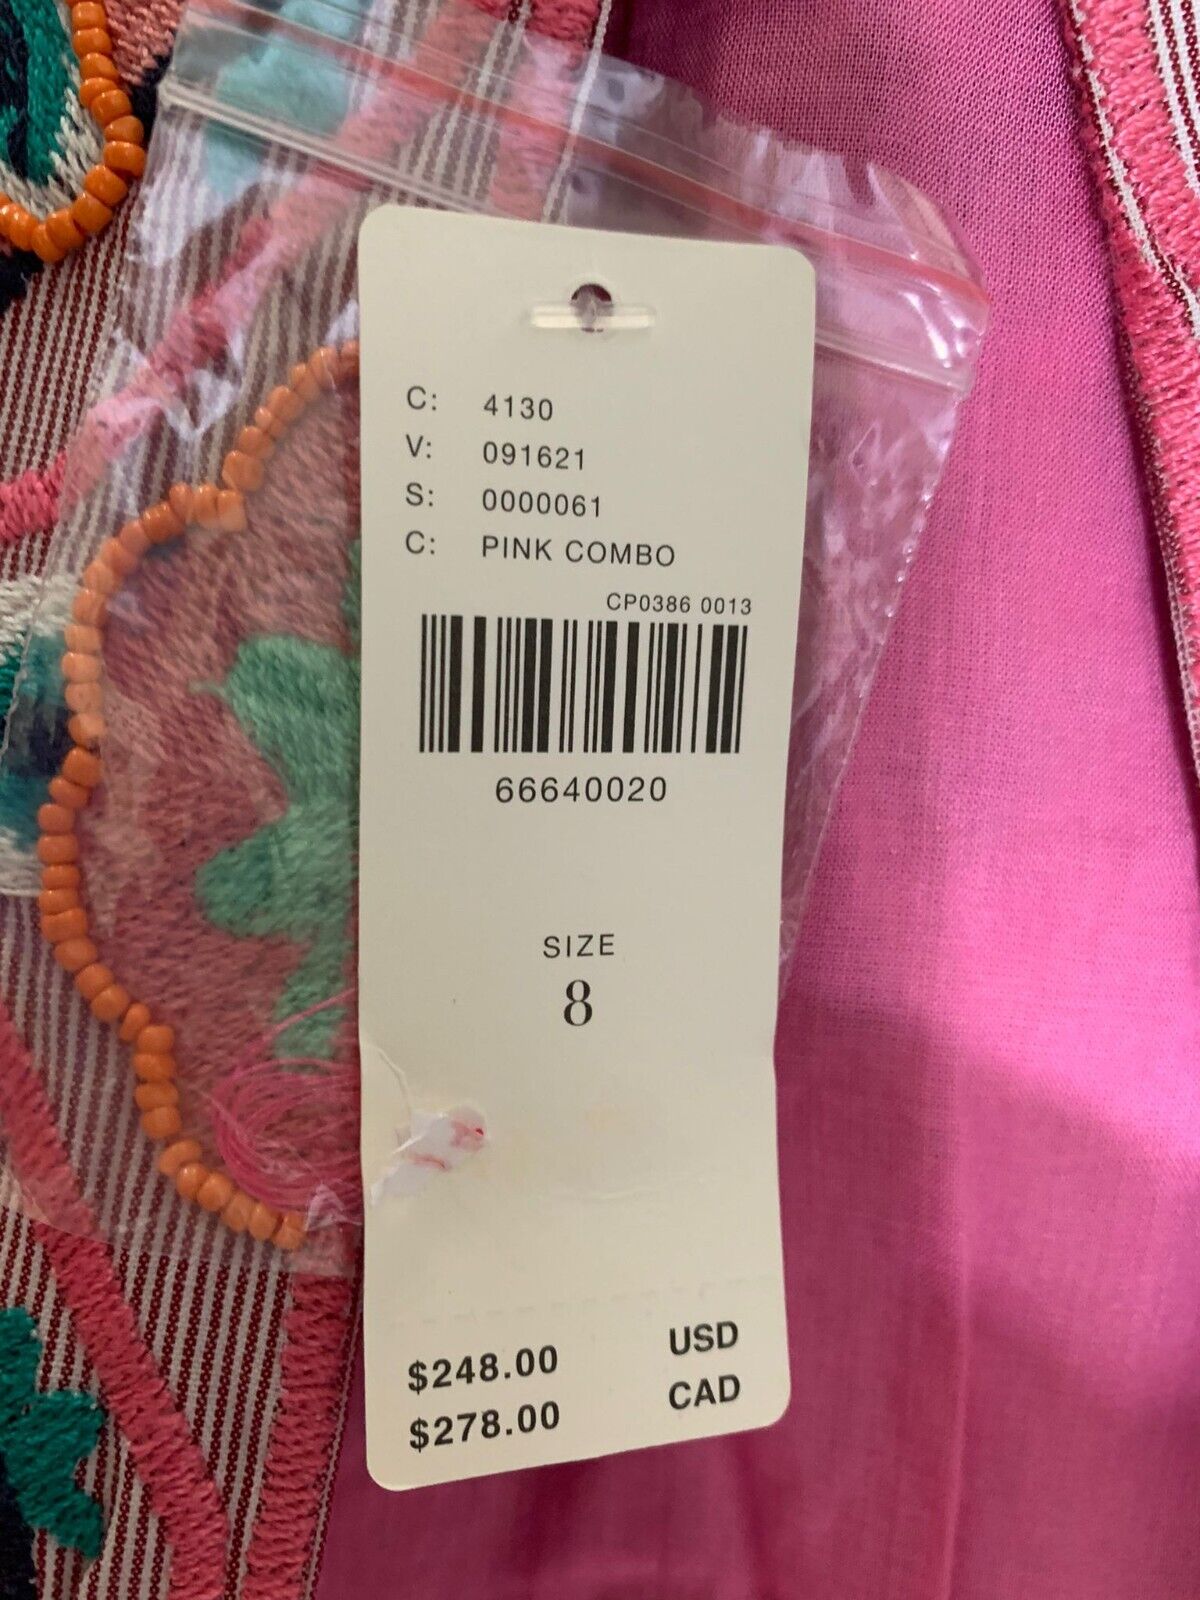 C: 4130
V: 091621
S: 0000061
C: PINK COMBO
CP0386 0013
66640020
SIZE
8
$248.00 USD
$278.00 CAD